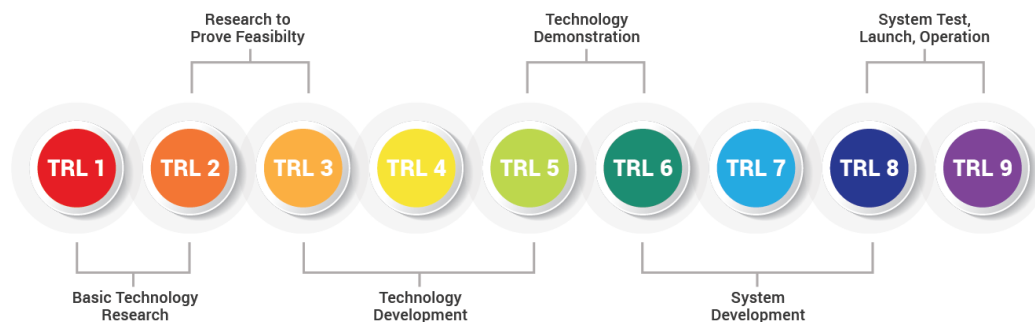 Research to
Prove Feasibilty
Technology
Demonstration
System Test,
Launch, Operation
TRL 1
TRL 2
TRL 3
TRL 4
TRL 5
TRL 6
TRL 7
TRL 8
TRL 9
Basic Technology
Research
Technology
Development
System
Development